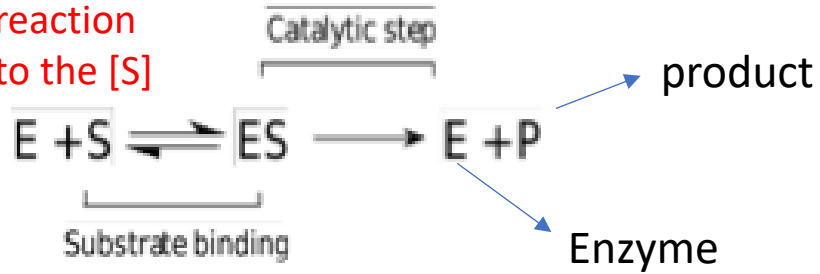 reaction
to the [S]
Catalytic step
product
E +S ⇌ ES → E +P
Substrate binding
Enzyme